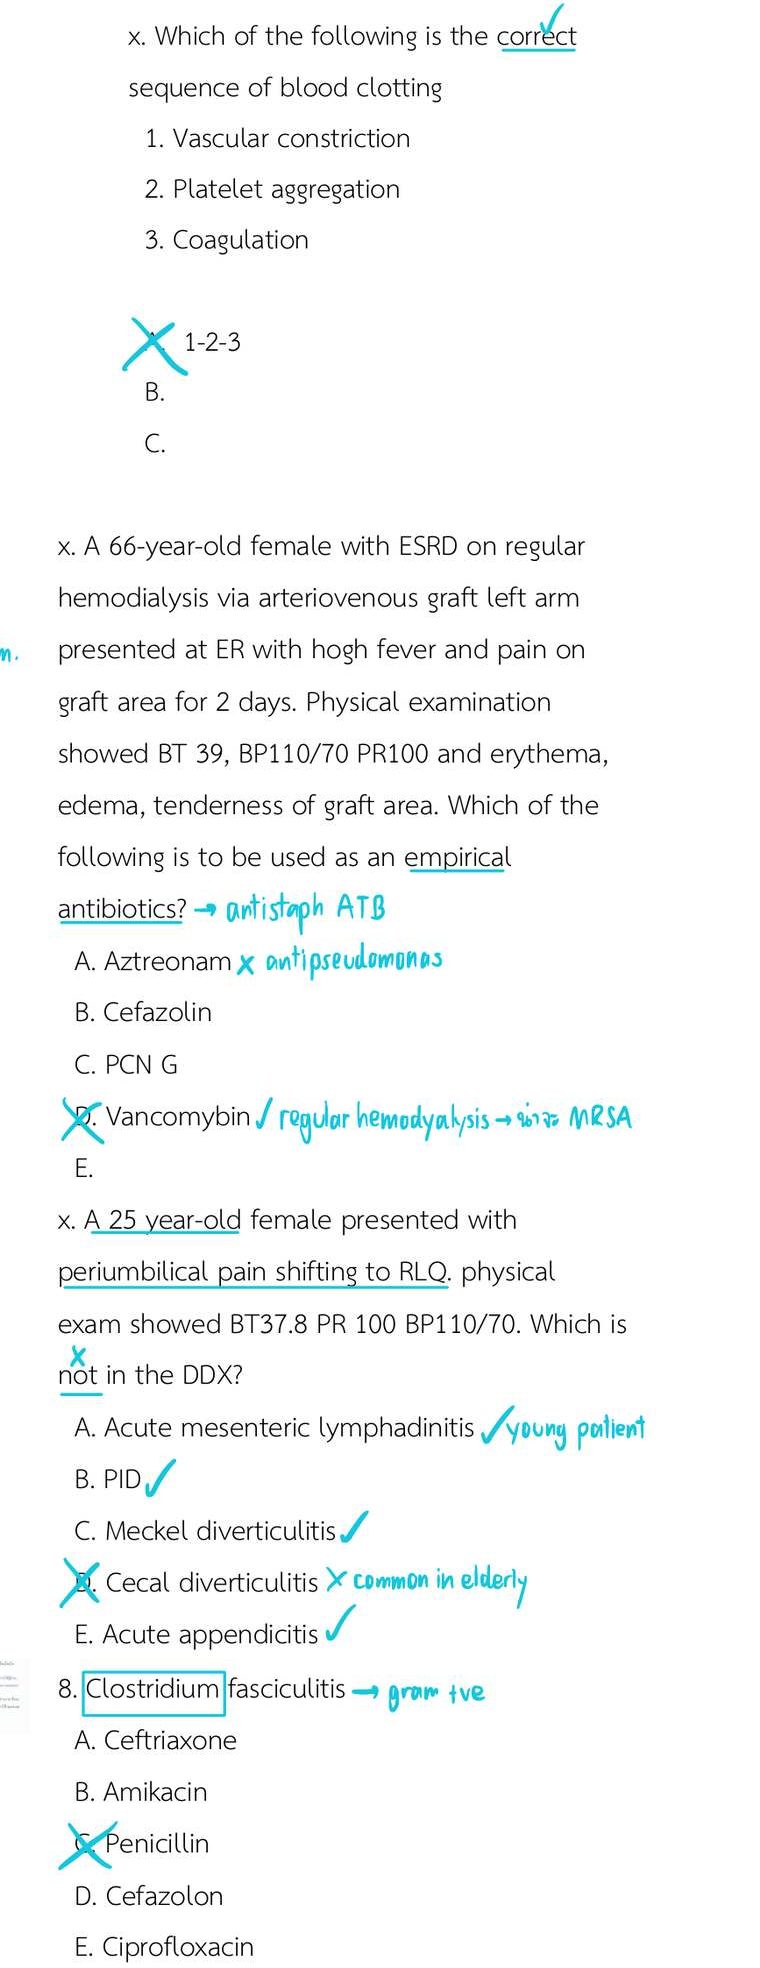 x. Which of the following is the correct
sequence of blood clotting
1. Vascular constriction
2. Platelet aggregation
3. Coagulation
1-2-3
B.
C.
x. A 66-year-old female with ESRD on regular
hemodialysis via arteriovenous graft left arm
presented at ER with hogh fever and pain on
graft area for 2 days. Physical examination
showed BT 39, BP110/70 PR100 and erythema,
edema, tenderness of graft area. Which of the
following is to be used as an empirical
antibiotics? → antistaph ATB
A. Aztreonam x antipseudomonas
B. Cefazolin
C. PCN G
D. Vancomybin ✓ regular hemodyalysis → MRSA
E.
x. A 25 year-old female presented with
periumbilical pain shifting to RLQ. physical
exam showed BT37.8 PR 100 BP110/70. Which is
not in the DDX?
A. Acute mesenteric lymphadinitis ✓ young patient
B. PID ✓
C. Meckel diverticulitis ✓
D. Cecal diverticulitis x common in elderly
E. Acute appendicitis ✓
8. Clostridium fasciculitis → gram +ve
A. Ceftriaxone
B. Amikacin
C. Penicillin
D. Cefazolon
E. Ciprofloxacin